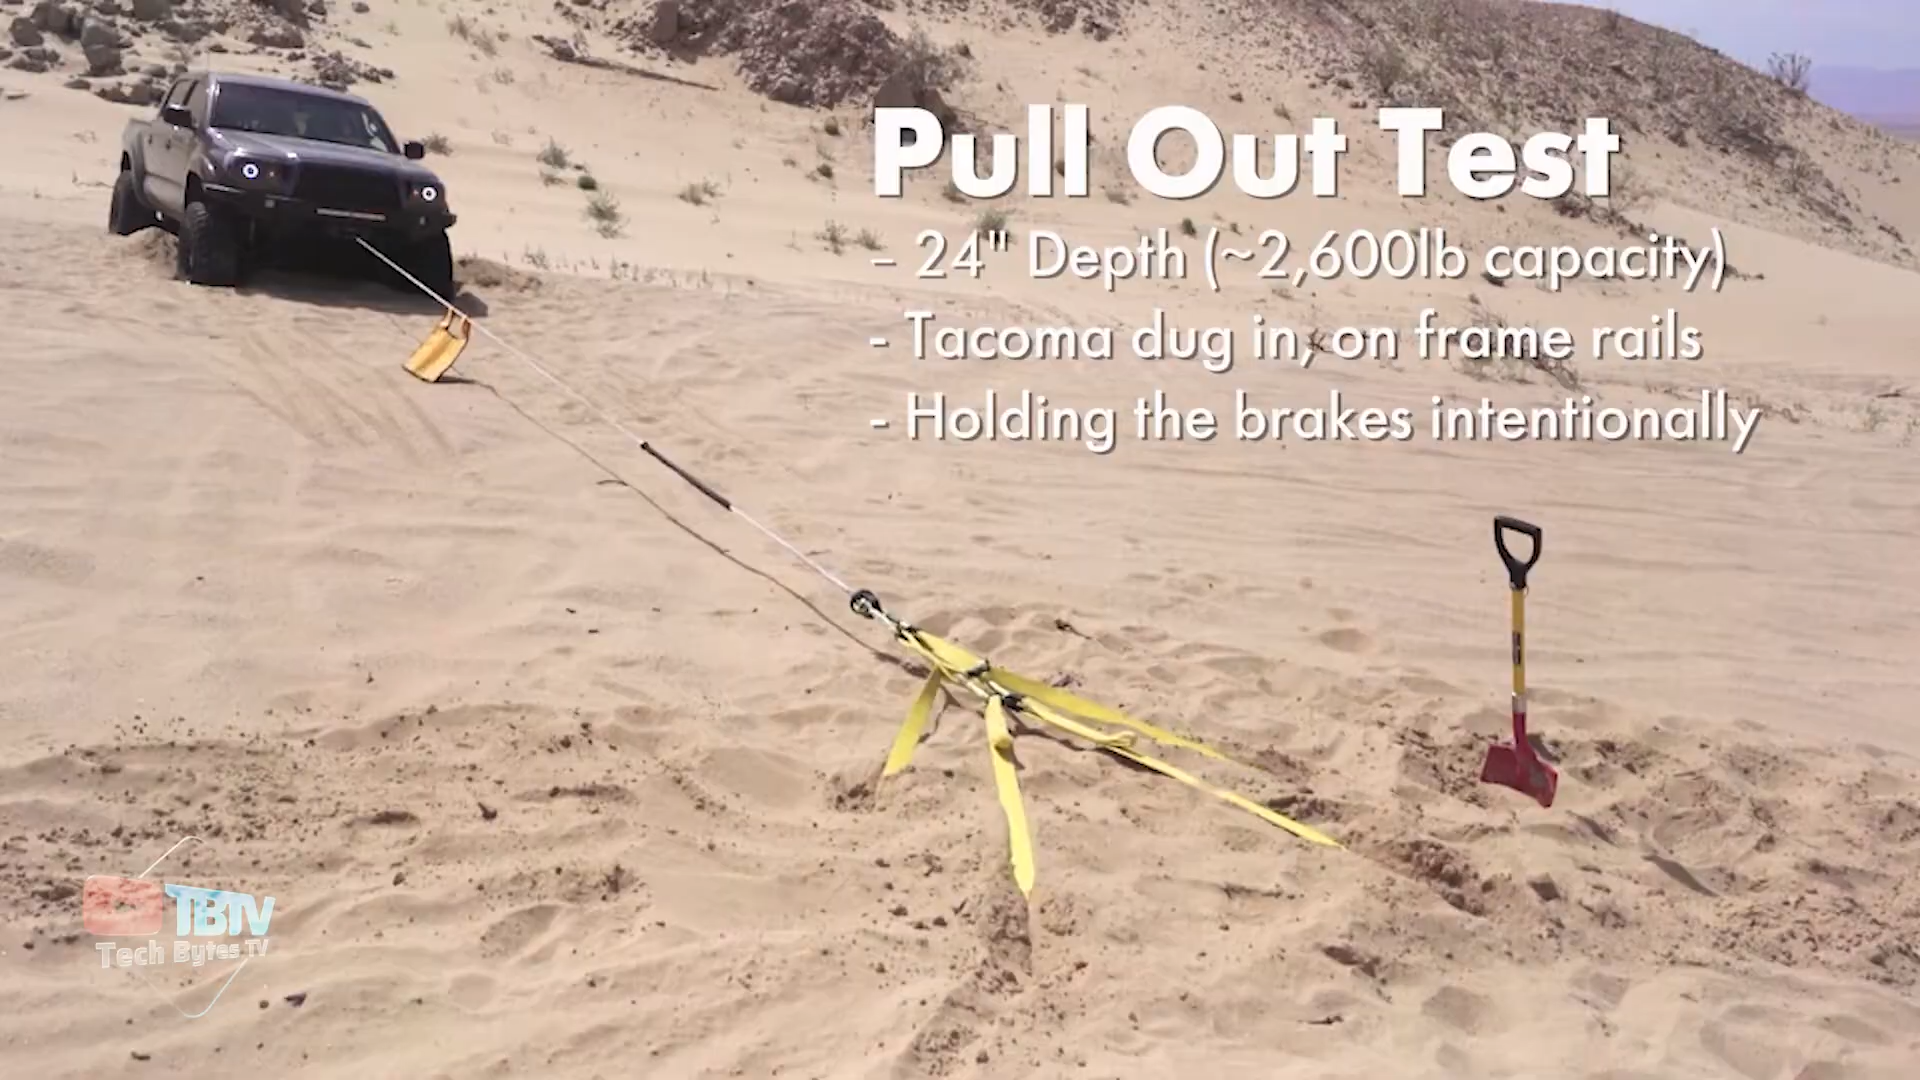 Pull Out Test
- 24" Depth (~2,600lb capacity)
- Tacoma dug in, on frame rails
- Holding the brakes intentionally
TBTV
Tech Bytes TV